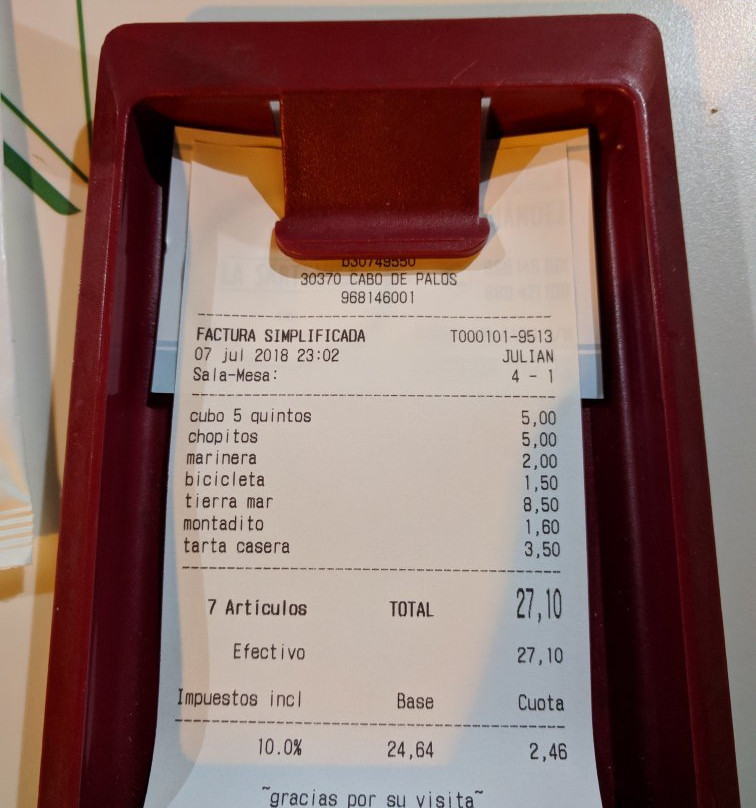 30370 CABO DE PALOS
968146001
FACTURA SIMPLIFICADA T000101-9513
07 jul 2018 23:02 JULIAN
Sala-Mesa: 4 - 1
cubo 5 quintos 5,00
chopitos 5,00
marinera 2,00
bicicleta 1,50
tierra mar 8,50
montadito 1,60
tarta casera 3,50
7 Artículos TOTAL 27,10
Efectivo 27,10
Impuestos incl Base Cuota
10.0% 24,64 2,46
~gracias por su visita~